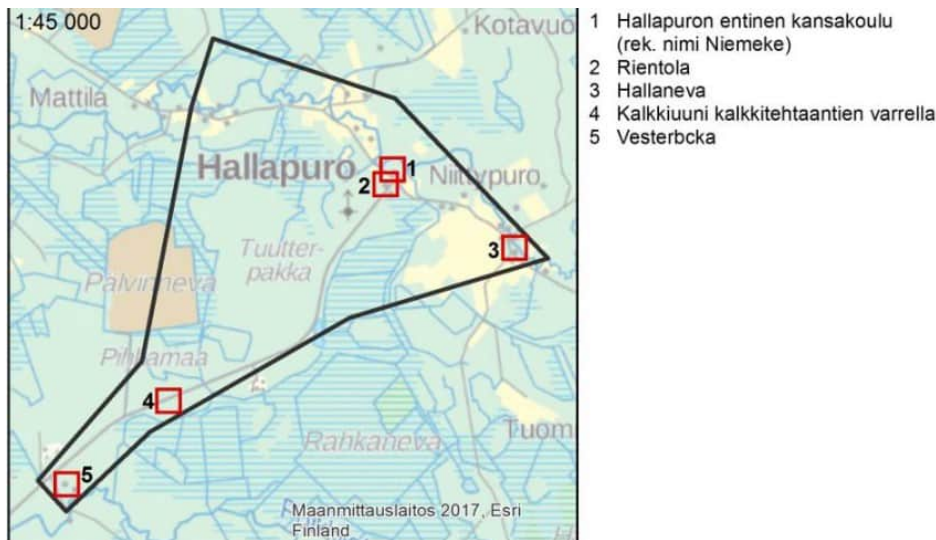 1:45 000
Kotavuo
Mattila
Hallapuro
1
Niittypuro
2
3
Tuutter-
pakka
Palvinneva
Pihlamaa
4
Rahkaneva
Tuom
5
Maanmittauslaitos 2017, Esri
Finland
1 Hallapuron entinen kansakoulu
(rek. nimi Niemeke)
2 Rientola
3 Hallaneva
4 Kalkkiuuni kalkkitehtaantien varrella
5 Vesterbcka